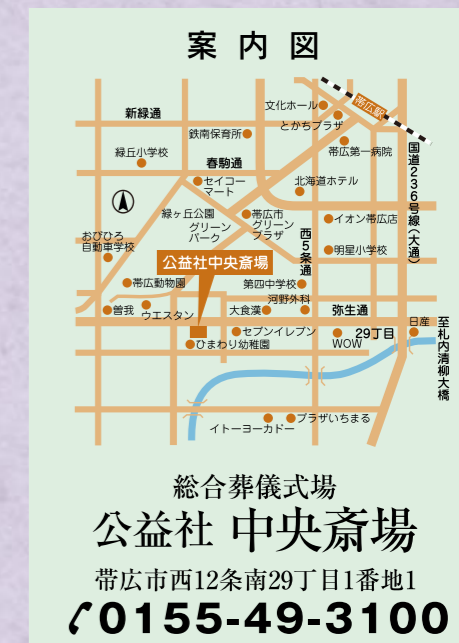 案内図
帯広駅
文化ホール
新緑通
とかちプラザ
鉄南保育所
帯広第一病院
国道236号線(大通)
緑丘小学校
春駒通
セイコー
マート
北海道ホテル
緑ヶ丘公園
グリーン
パーク
帯広市
グリーン
プラザ
イオン帯広店
西5条通
おびひろ
自動車学校
明星小学校
公益社中央斎場
帯広動物園
第四中学校
河野外科
曽我
ウエスタン
大食漢
弥生通
日産
至札内清柳大橋
セブンイレブン
29丁目
WOW
ひまわり幼稚園
プラザいちまる
イトーヨーカドー
総合葬儀式場
公益社 中央斎場
帯広市西12条南29丁目1番地1
0155-49-3100